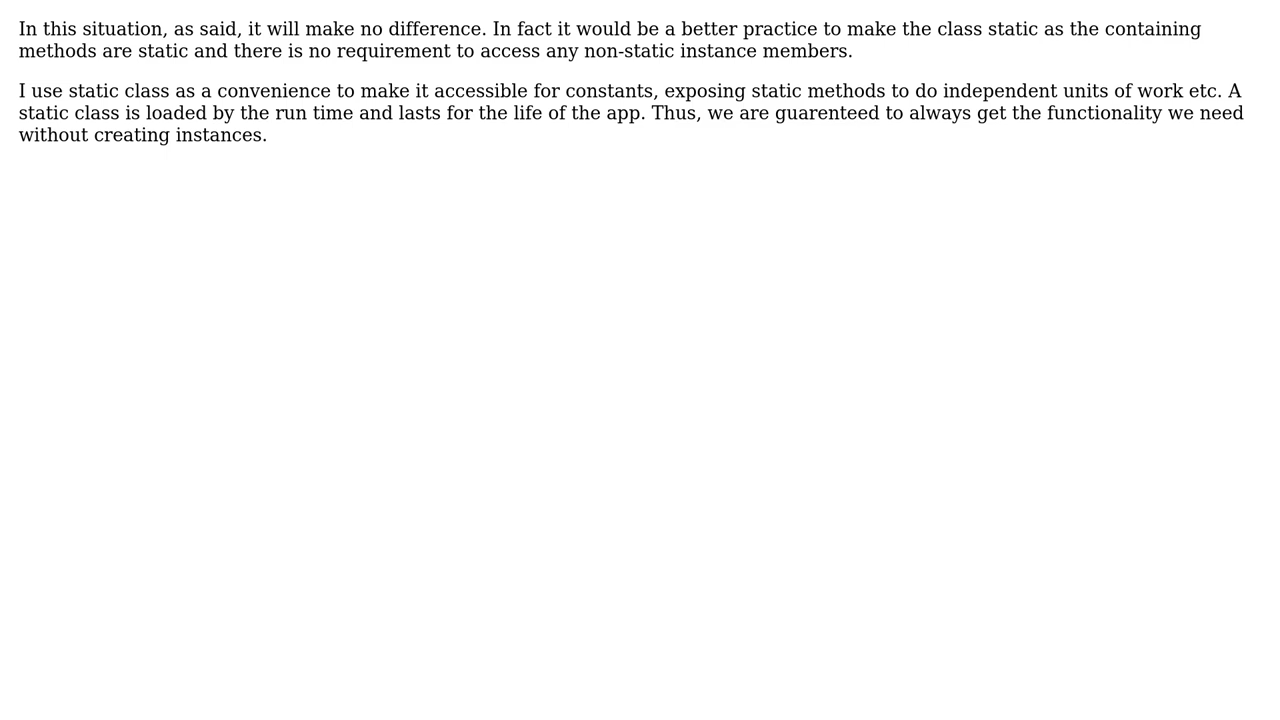 In this situation, as said, it will make no difference. In fact it would be a better practice to make the class static as the containing
methods are static and there is no requirement to access any non-static instance members.
I use static class as a convenience to make it accessible for constants, exposing static methods to do independent units of work etc. A
static class is loaded by the run time and lasts for the life of the app. Thus, we are guarenteed to always get the functionality we need
without creating instances.